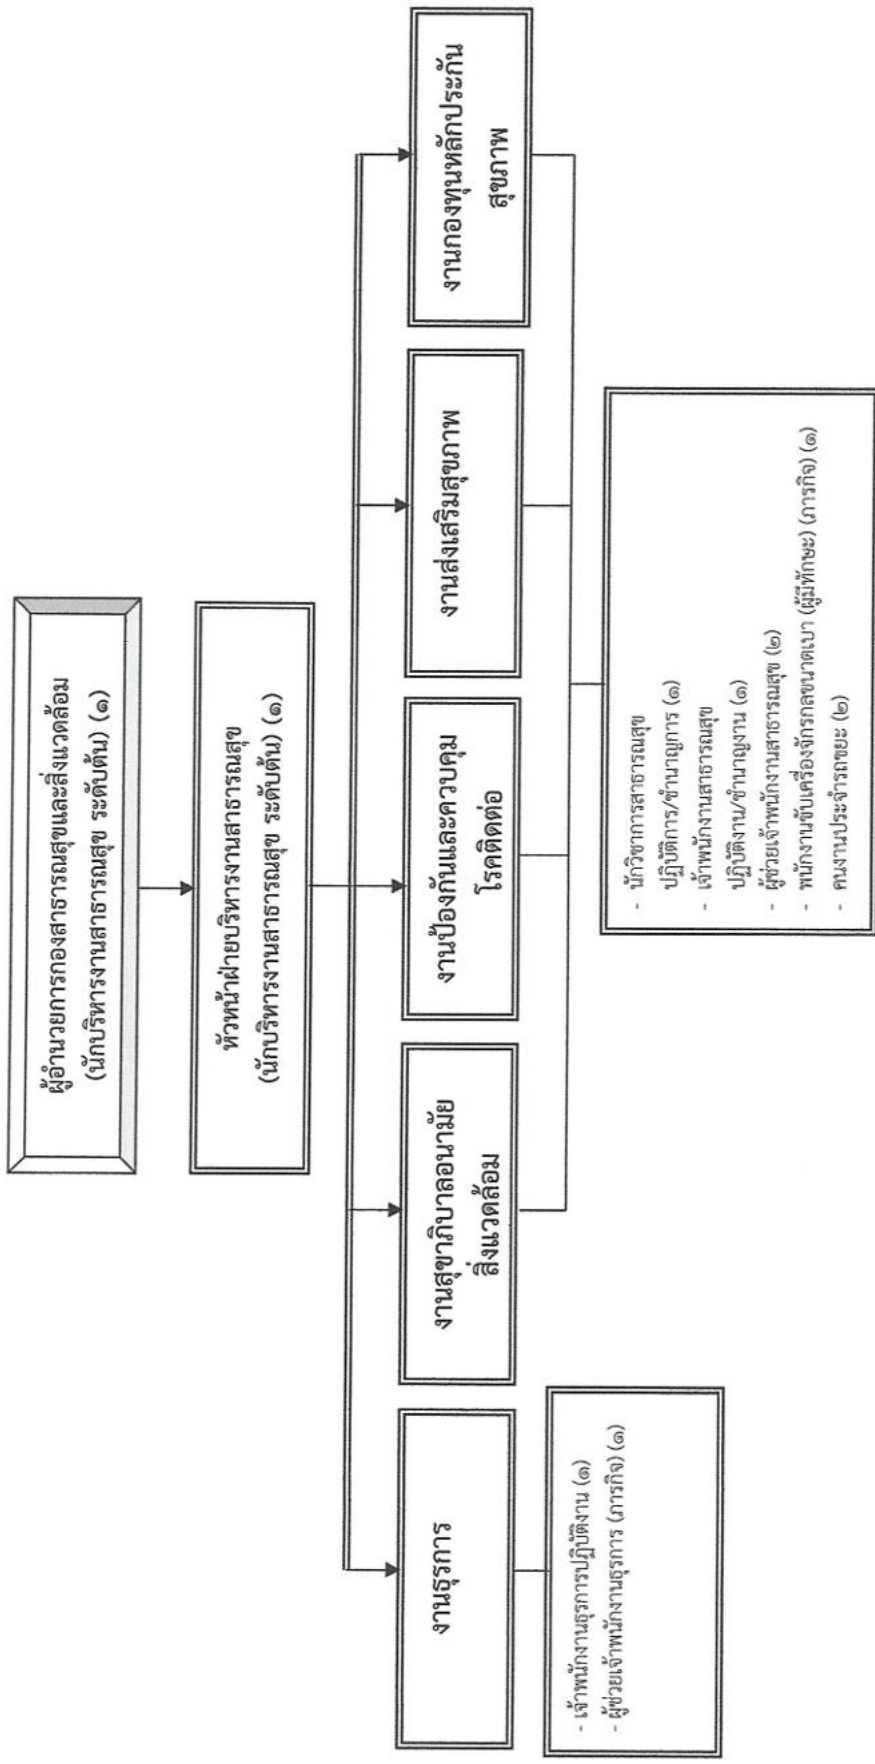 ผู้อำนวยการกองสาธารณสุขและสิ่งแวดล้อม
(นักบริหารงานสาธารณสุข ระดับต้น) (๑)
หัวหน้าฝ่ายบริหารงานสาธารณสุข
(นักบริหารงานสาธารณสุข ระดับต้น) (๑)
งานธุรการ
งานสุขาภิบาลอนามัย
สิ่งแวดล้อม
งานป้องกันและควบคุม
โรคติดต่อ
งานส่งเสริมสุขภาพ
งานกองทุนหลักประกัน
สุขภาพ
- เจ้าพนักงานธุรการปฏิบัติงาน (๑)
- ผู้ช่วยเจ้าพนักงานธุรการ (ภารกิจ) (๑)
- นักวิชาการสาธารณสุข
ปฏิบัติการ/ชำนาญการ (๑)
- เจ้าพนักงานสาธารณสุข
ปฏิบัติงาน/ชำนาญงาน (๑)
- ผู้ช่วยเจ้าพนักงานสาธารณสุข (๒)
- พนักงานขับเครื่องจักรกลขนาดเบา (ผู้มีทักษะ) (ภารกิจ) (๑)
- คนงานประจำรถขยะ (๒)